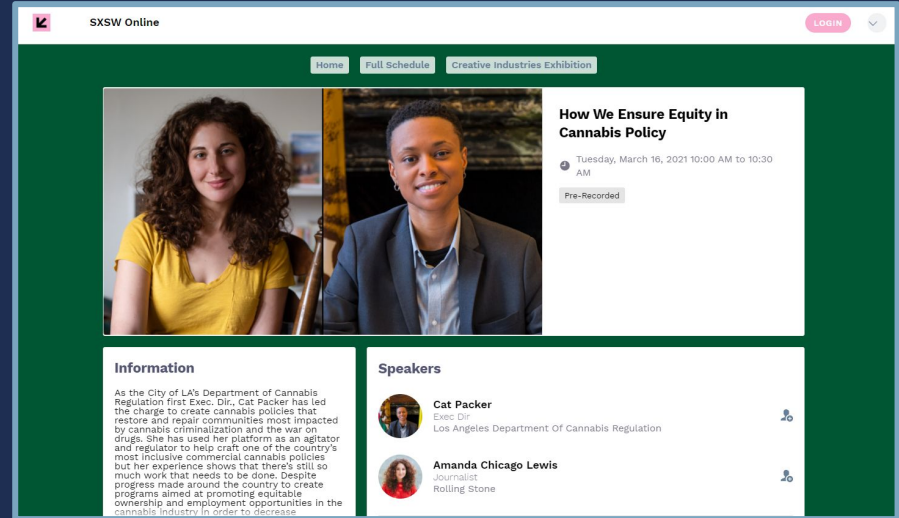 SXSW Online
LOGIN
Home
Full Schedule
Creative Industries Exhibition
How We Ensure Equity in
Cannabis Policy
Tuesday, March 16, 2021 10:00 AM to 10:30
AM
Pre-Recorded
Information
As the City of LA's Department of Cannabis
Regulation first Exec. Dir., Cat Packer has led
the charge to create cannabis policies that
restore and repair communities most impacted
by cannabis criminalization and the war on
drugs. She has used her platform as an agitator
and regulator to help craft one of the country's
most inclusive commercial cannabis policies
but her experience shows that there's still so
much work that needs to be done. Despite
progress made around the country to create
programs aimed at promoting equitable
ownership and employment opportunities in the
cannabis industry in order to decrease
Speakers
Cat Packer
Exec Dir
Los Angeles Department Of Cannabis Regulation
Amanda Chicago Lewis
Journalist
Rolling Stone